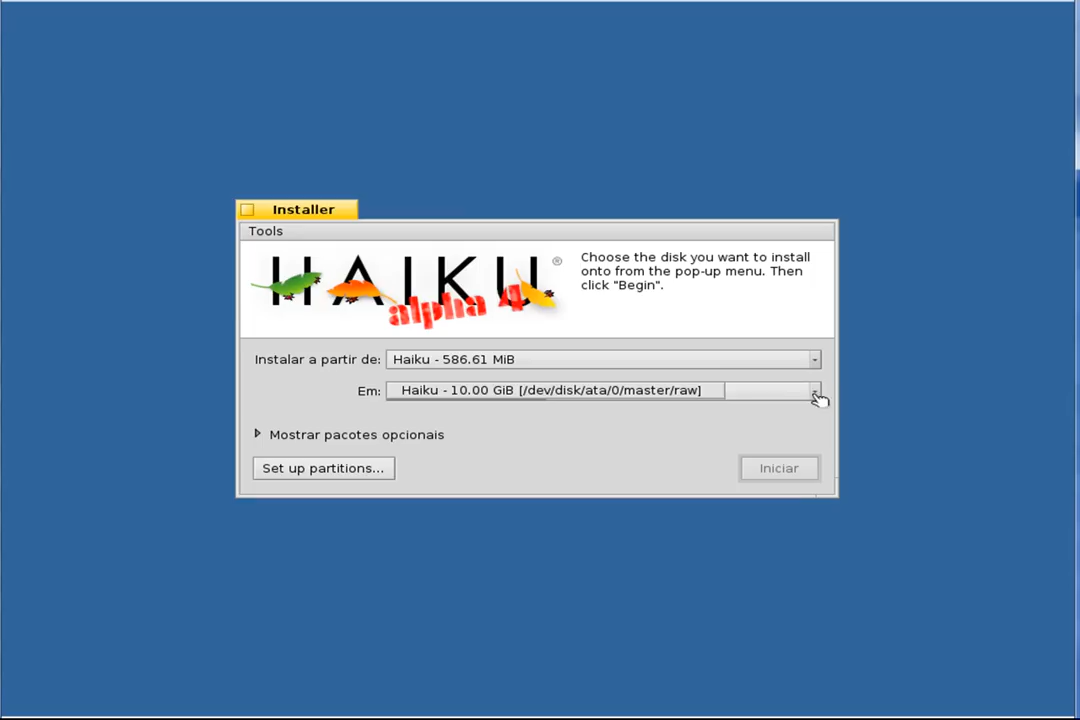 Installer
Tools
HAIKU®
alpha 4
Choose the disk you want to install
onto from the pop-up menu. Then
click "Begin".
Instalar a partir de: Haiku - 586.61 MiB
Em: Haiku - 10.00 GiB [/dev/disk/ata/0/master/raw]
Mostrar pacotes opcionais
Set up partitions... Iniciar